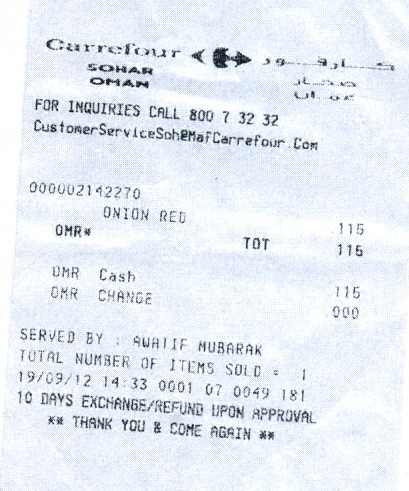 Carrefour كارفور
SOHAR صحار
OMAN عمان
FOR INQUIRIES CALL 800 7 32 32
CustomerServiceSoh@MafCarrefour.Com
000002142270
ONION RED .115
OMR* TOT 115
OMR Cash .115
OMR CHANGE .000
SERVED BY : AWATIF MUBARAK
TOTAL NUMBER OF ITEMS SOLD = 1
19/09/12 14:33 0001 07 0049 181
10 DAYS EXCHANGE/REFUND UPON APPROVAL
** THANK YOU & COME AGAIN **